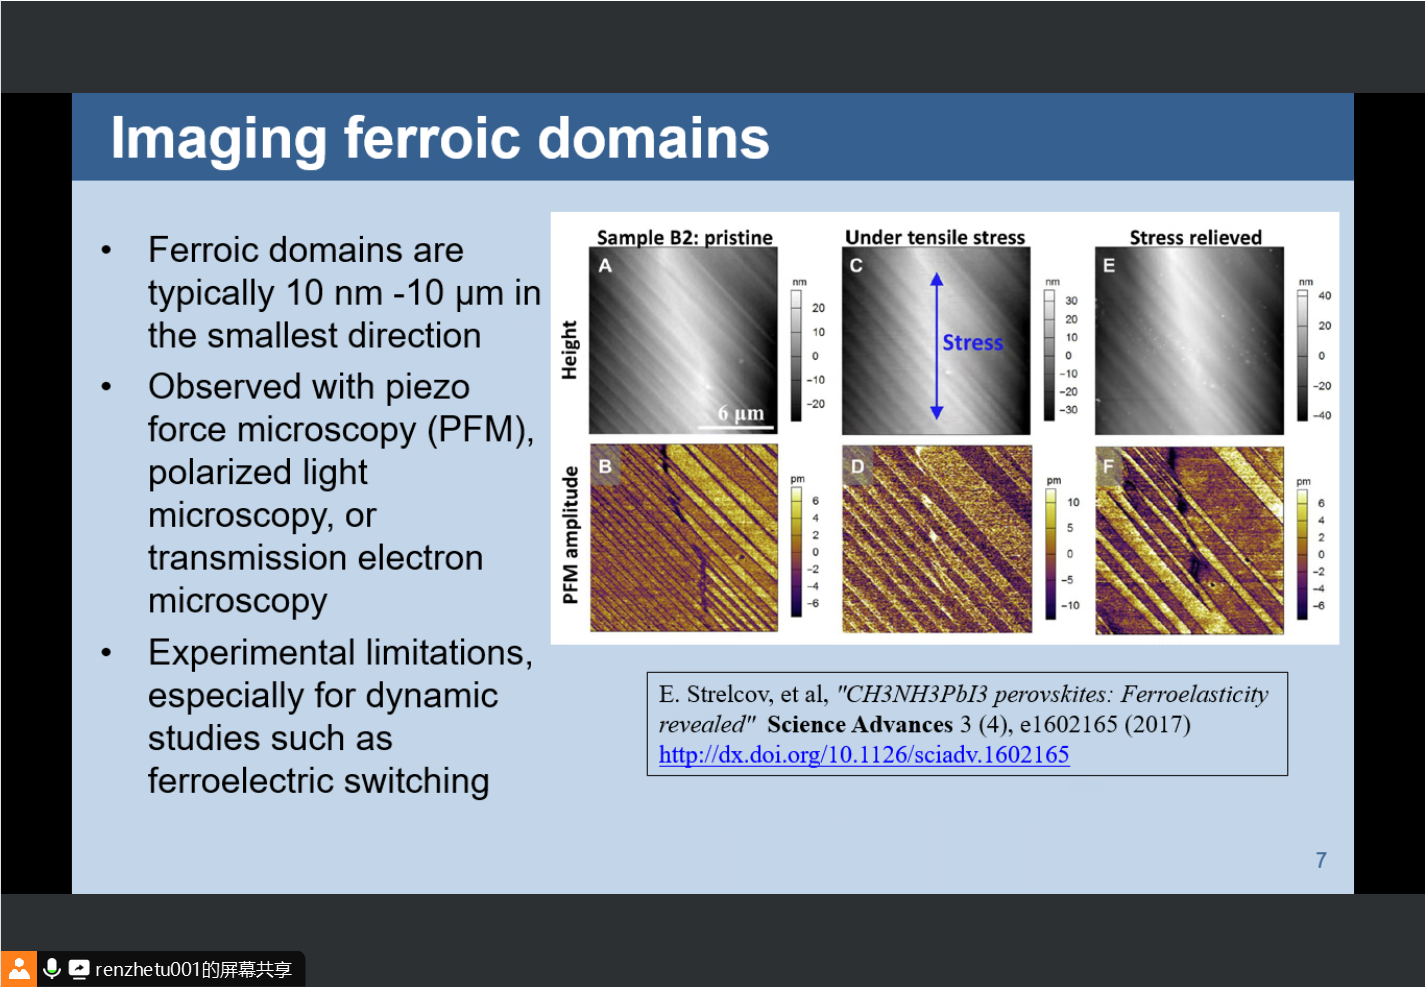 Imaging ferroic domains
• Ferroic domains are
typically 10 nm -10 μm in
the smallest direction
• Observed with piezo
force microscopy (PFM),
polarized light
microscopy, or
transmission electron
microscopy
• Experimental limitations,
especially for dynamic
studies such as
ferroelectric switching
Sample B2: pristine
Under tensile stress
Stress relieved
Height
A
6 μm
nm
20
10
0
−10
−20
C
Stress
nm
30
20
10
0
−10
−20
−30
E
nm
40
20
0
−20
−40
PFM amplitude
B
pm
6
4
2
0
−2
−4
−6
D
pm
10
5
0
−5
−10
F
pm
6
4
2
0
−2
−4
−6
E. Strelcov, et al, "CH3NH3PbI3 perovskites: Ferroelasticity
revealed" Science Advances 3 (4), e1602165 (2017)
http://dx.doi.org/10.1126/sciadv.1602165
7
renzhetu001的屏幕共享